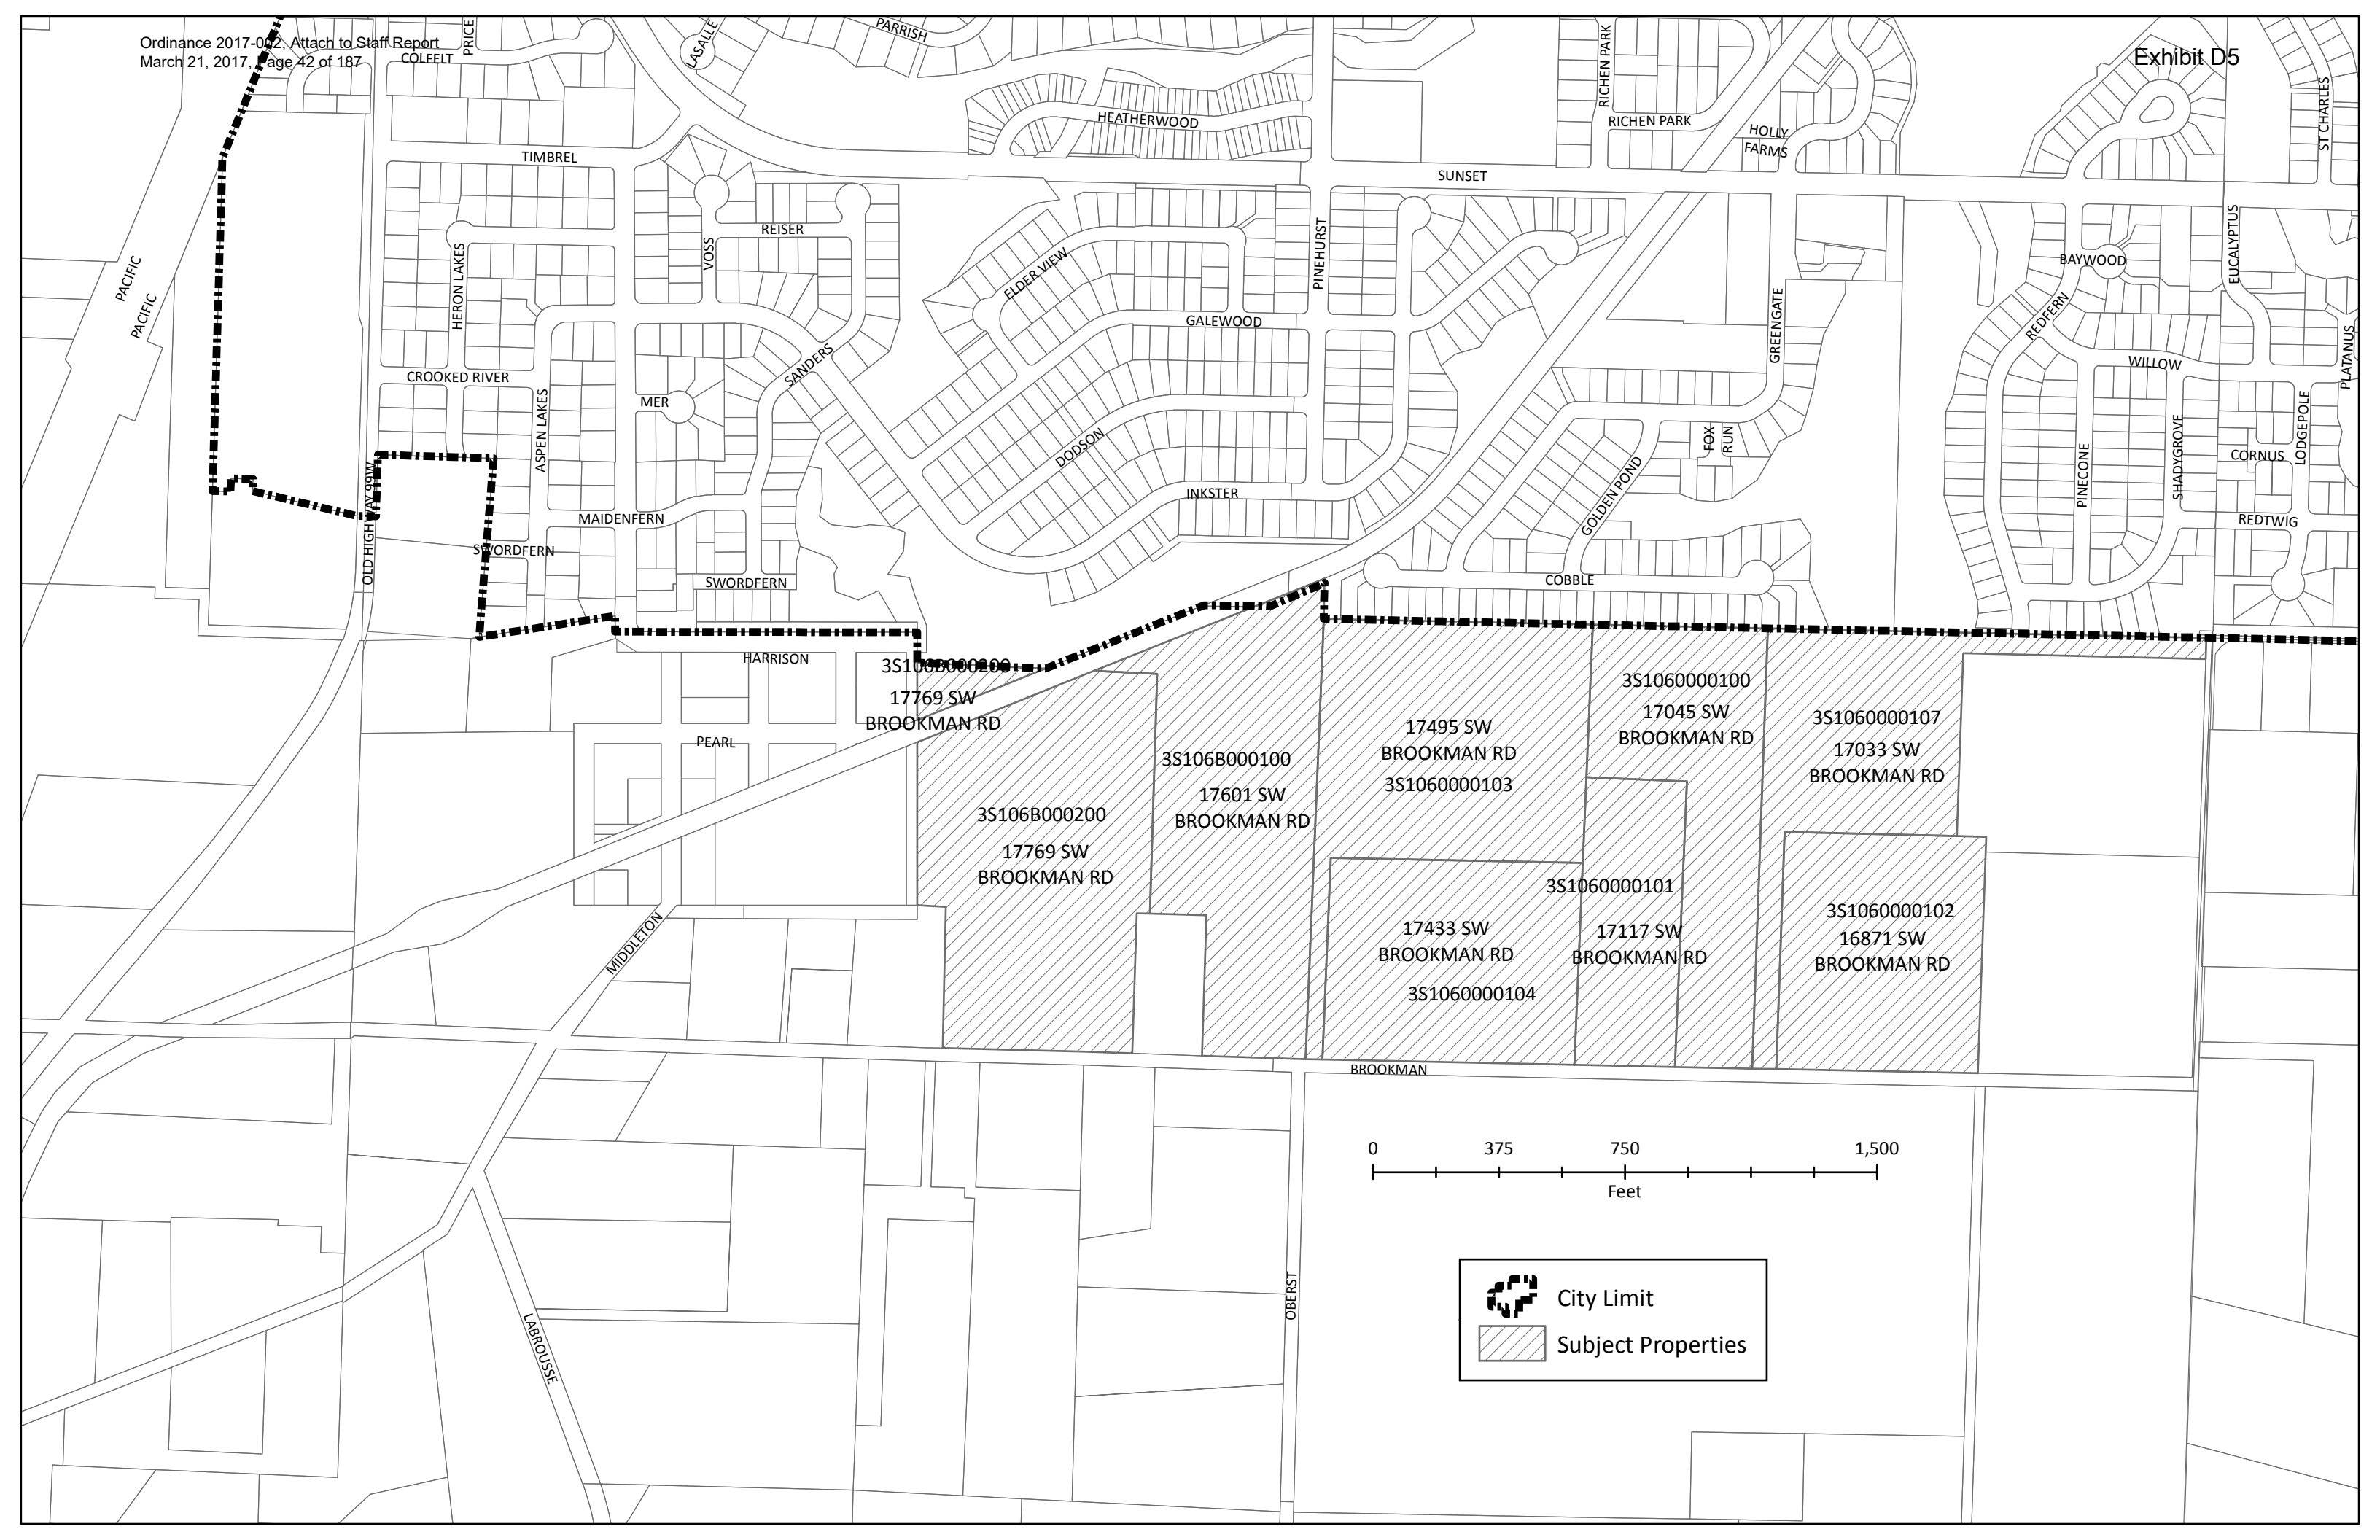 Ordinance 2017-002, Attach to Staff Report
March 21, 2017, Page 42 of 187
Exhibit D5
PRICE
COLFELT
LASALLE
PARRISH
HEATHERWOOD
RICHEN PARK
RICHEN PARK
HOLLY
FARMS
ST CHARLES
TIMBREL
SUNSET
PACIFIC
PACIFIC
HERON LAKES
VOSS
REISER
ELDER VIEW
PINEHURST
GALEWOOD
GREENGATE
REDFERN
BAYWOOD
EUCALYPTUS
PLATANUS
WILLOW
CROOKED RIVER
SANDERS
MER
ASPEN LAKES
DODSON
FOX
RUN
GOLDEN POND
PINECONE
SHADYGROVE
LODGEPOLE
CORNUS
OLD HIGHWAY 99W
INKSTER
MAIDENFERN
REDTWIG
SWORDFERN
SWORDFERN
COBBLE
HARRISON
3S106B000200
17769 SW
BROOKMAN RD
PEARL
3S106B000200
17769 SW
BROOKMAN RD
3S106B000100
17601 SW
BROOKMAN RD
17495 SW
BROOKMAN RD
3S1060000103
3S1060000100
17045 SW
BROOKMAN RD
3S1060000107
17033 SW
BROOKMAN RD
3S1060000101
17117 SW
BROOKMAN RD
17433 SW
BROOKMAN RD
3S1060000104
3S1060000102
16871 SW
BROOKMAN RD
MIDDLETON
BROOKMAN
0 375 750 1,500
Feet
OBERST
LABROUSSE
City Limit
Subject Properties